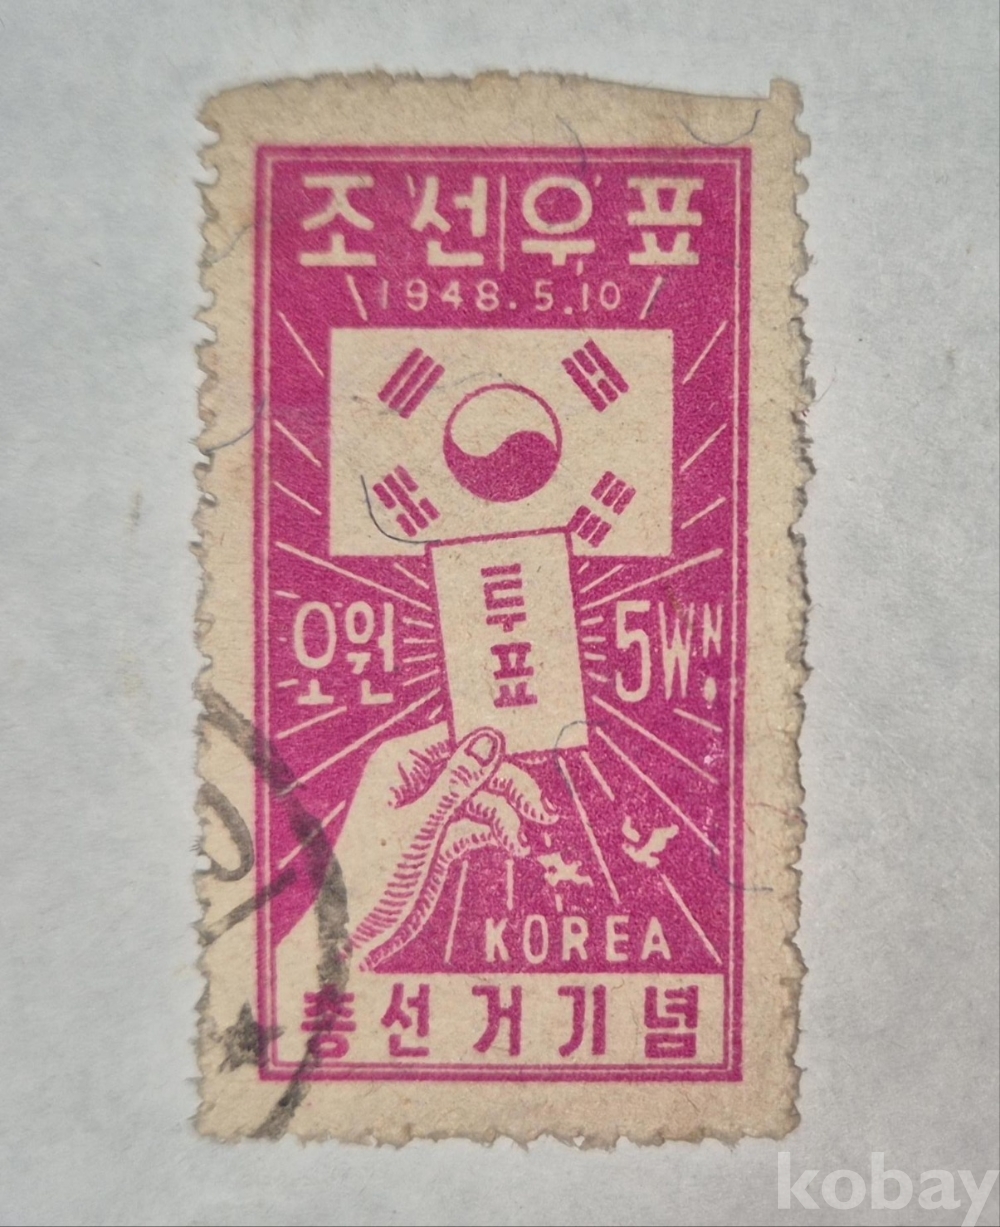 조선우표
1948.5.10
투표
오원
5WN.
KOREA
총선거기념
kobay